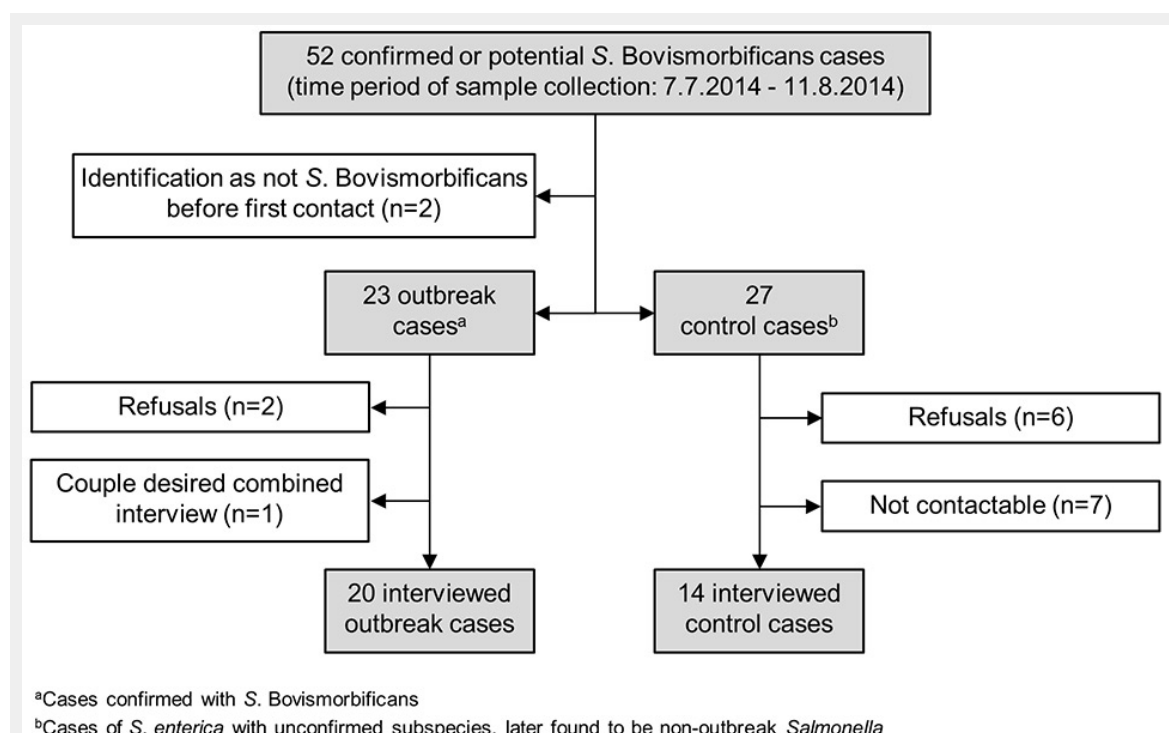 52 confirmed or potential S. Bovismorbificans cases
(time period of sample collection: 7.7.2014 - 11.8.2014)
Identification as not S. Bovismorbificans
before first contact (n=2)
23 outbreak
casesa
27
control casesb
Refusals (n=2)
Refusals (n=6)
Couple desired combined
interview (n=1)
Not contactable (n=7)
20 interviewed
outbreak cases
14 interviewed
control cases
aCases confirmed with S. Bovismorbificans
bCases of S. enterica with unconfirmed subspecies, later found to be non-outbreak Salmonella